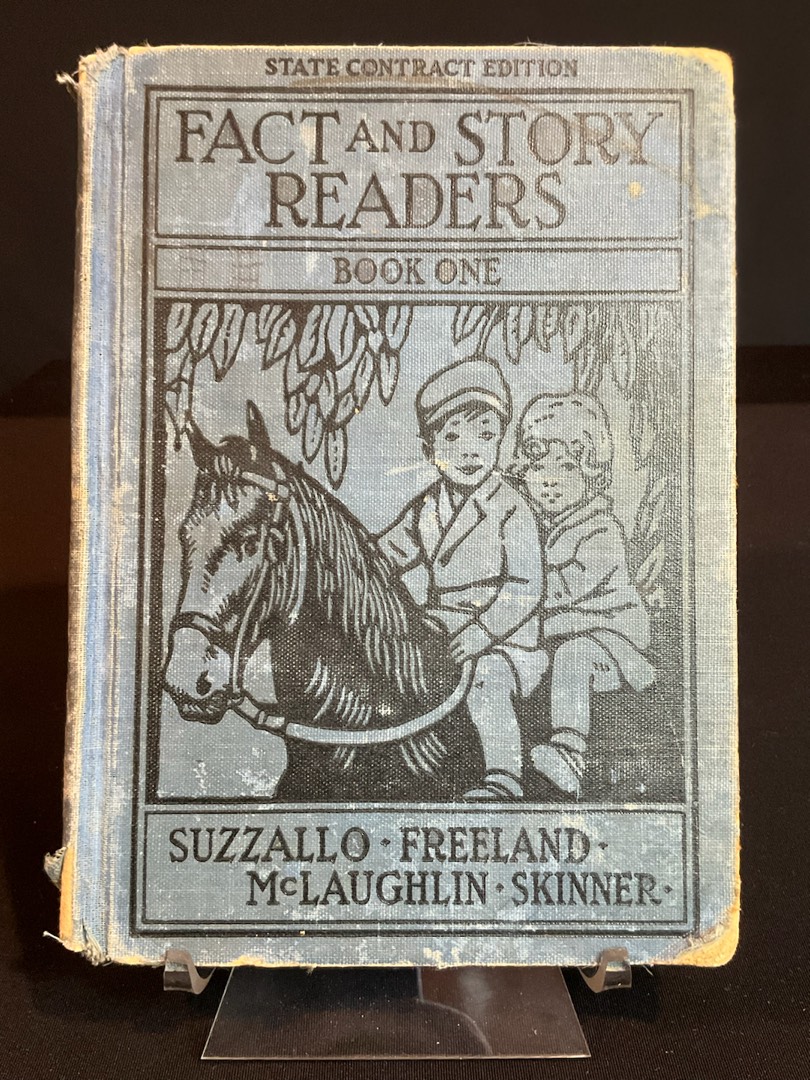 STATE CONTRACT EDITION
FACT AND STORY
READERS
BOOK ONE
SUZZALLO · FREELAND ·
McLAUGHLIN · SKINNER ·